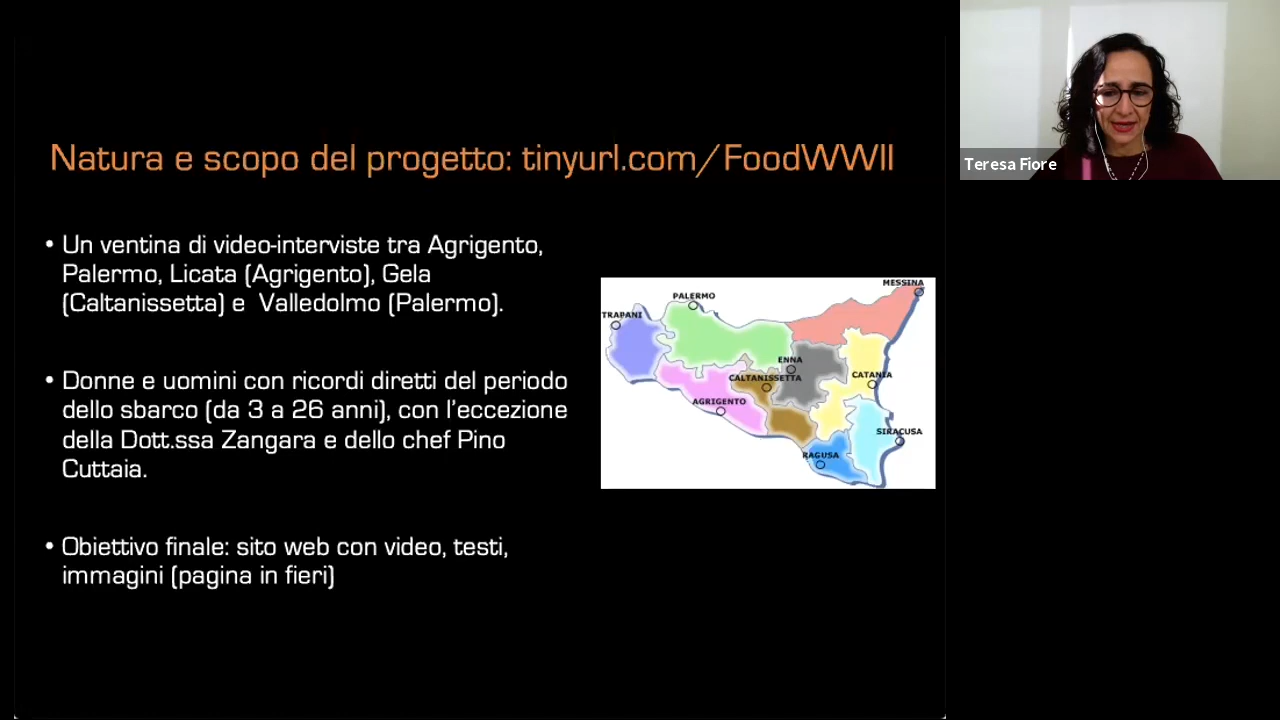 Natura e scopo del progetto: tinyurl.com/FoodWWII
• Un ventina di video-interviste tra Agrigento,
Palermo, Licata (Agrigento), Gela
(Caltanissetta) e Valledolmo (Palermo).
• Donne e uomini con ricordi diretti del periodo
dello sbarco (da 3 a 26 anni), con l'eccezione
della Dott.ssa Zangara e dello chef Pino
Cuttaia.
• Obiettivo finale: sito web con video, testi,
immagini (pagina in fieri)
MESSINA
PALERMO
TRAPANI
ENNA
CALTANISSETTA
CATANIA
AGRIGENTO
SIRACUSA
RAGUSA
Teresa Fiore